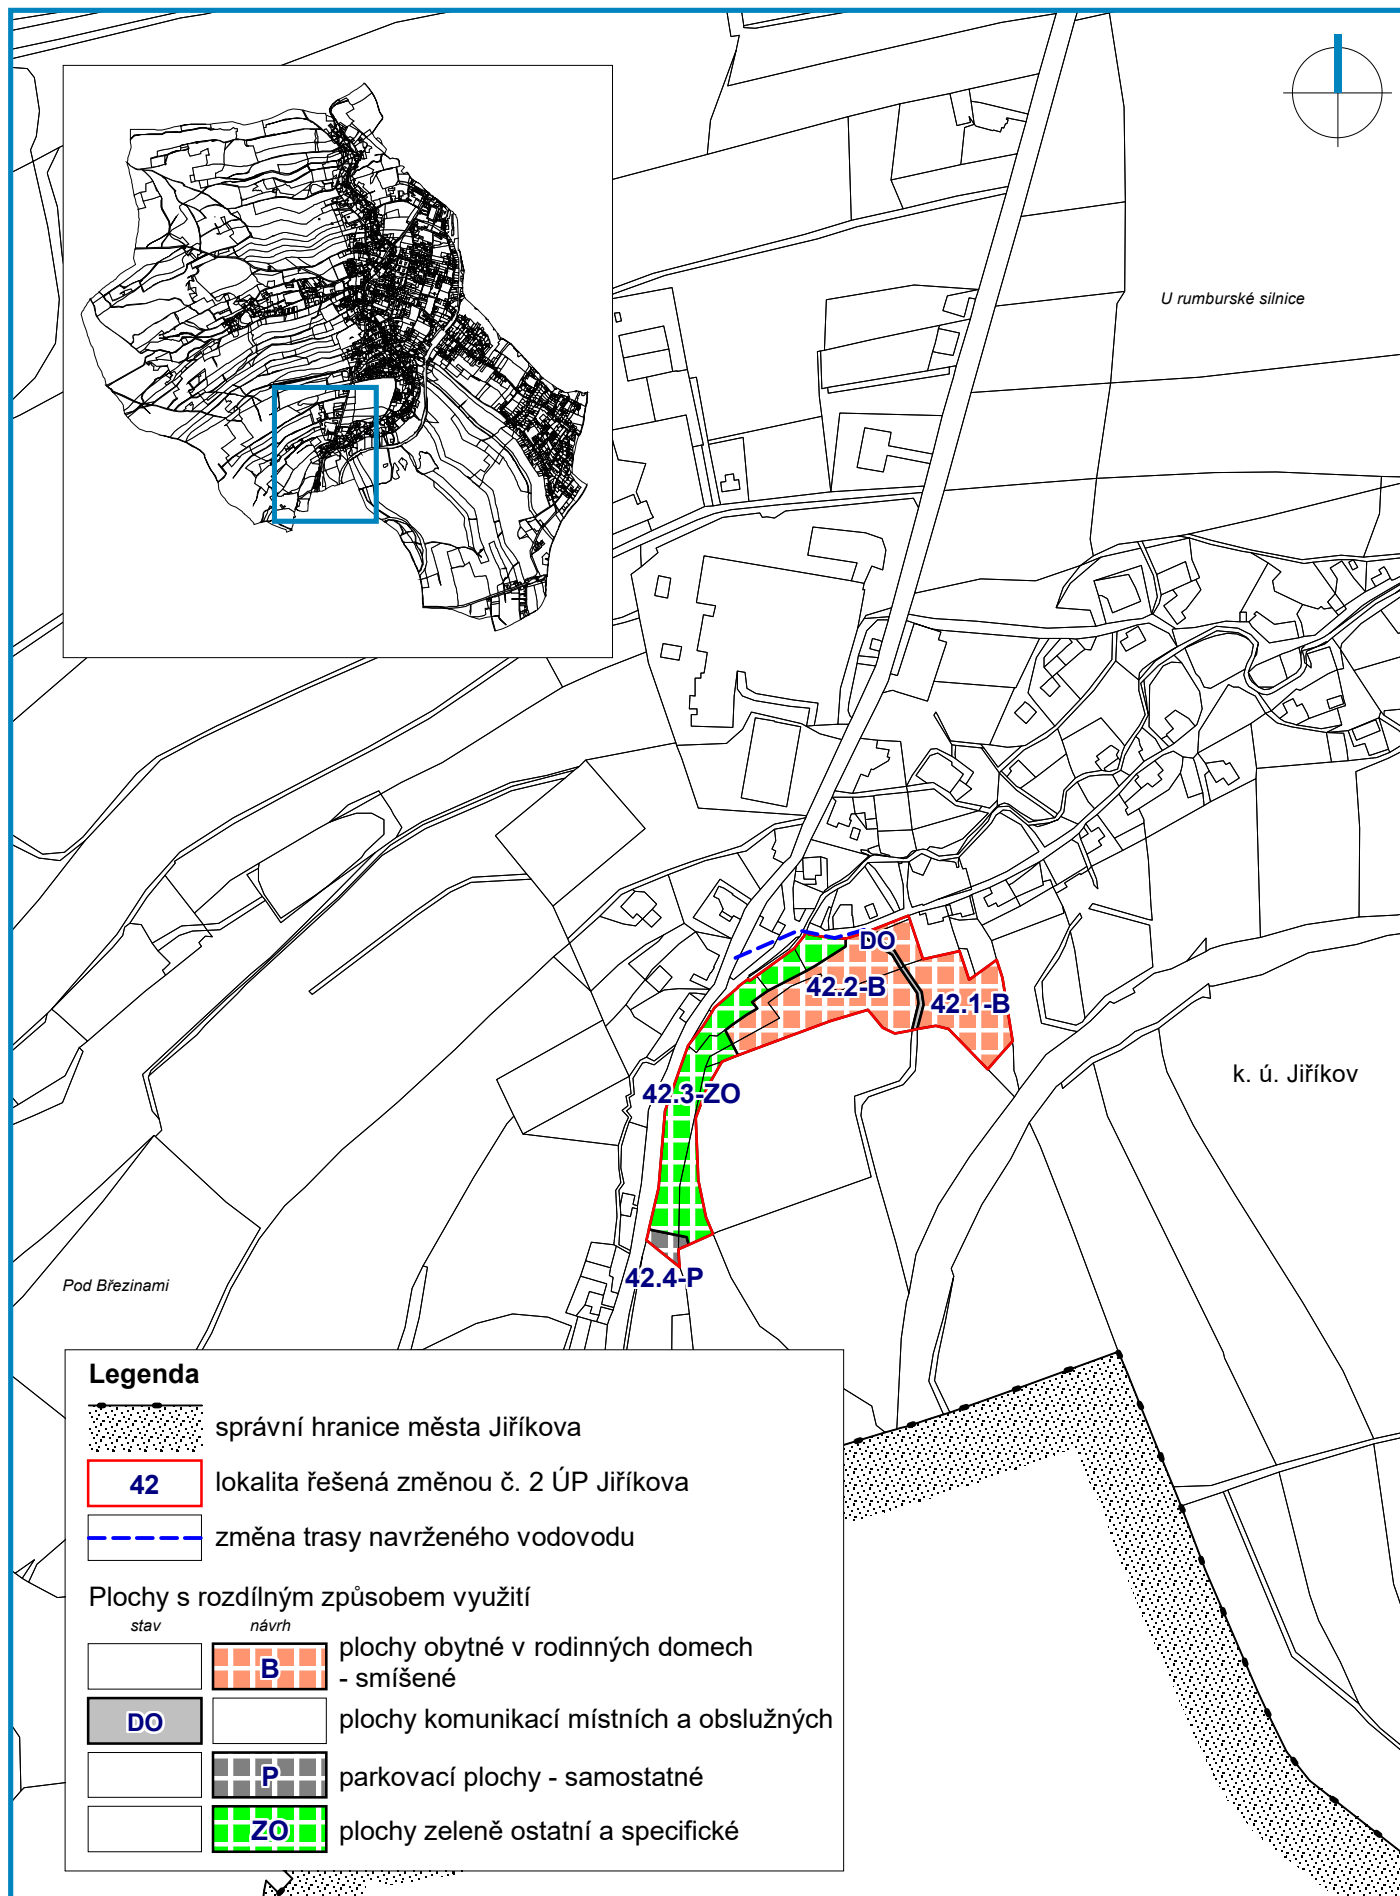 U rumburské silnice
DO
42.2-B
42.1-B
k. ú. Jiříkov
42.3-ZO
42.4-P
Pod Březinami
Legenda
správní hranice města Jiříkova
42 lokalita řešená změnou č. 2 ÚP Jiříkova
změna trasy navrženého vodovodu
Plochy s rozdílným způsobem využití
stav návrh
B plochy obytné v rodinných domech
- smíšené
DO plochy komunikací místních a obslužných
P parkovací plochy - samostatné
ZO plochy zeleně ostatní a specifické